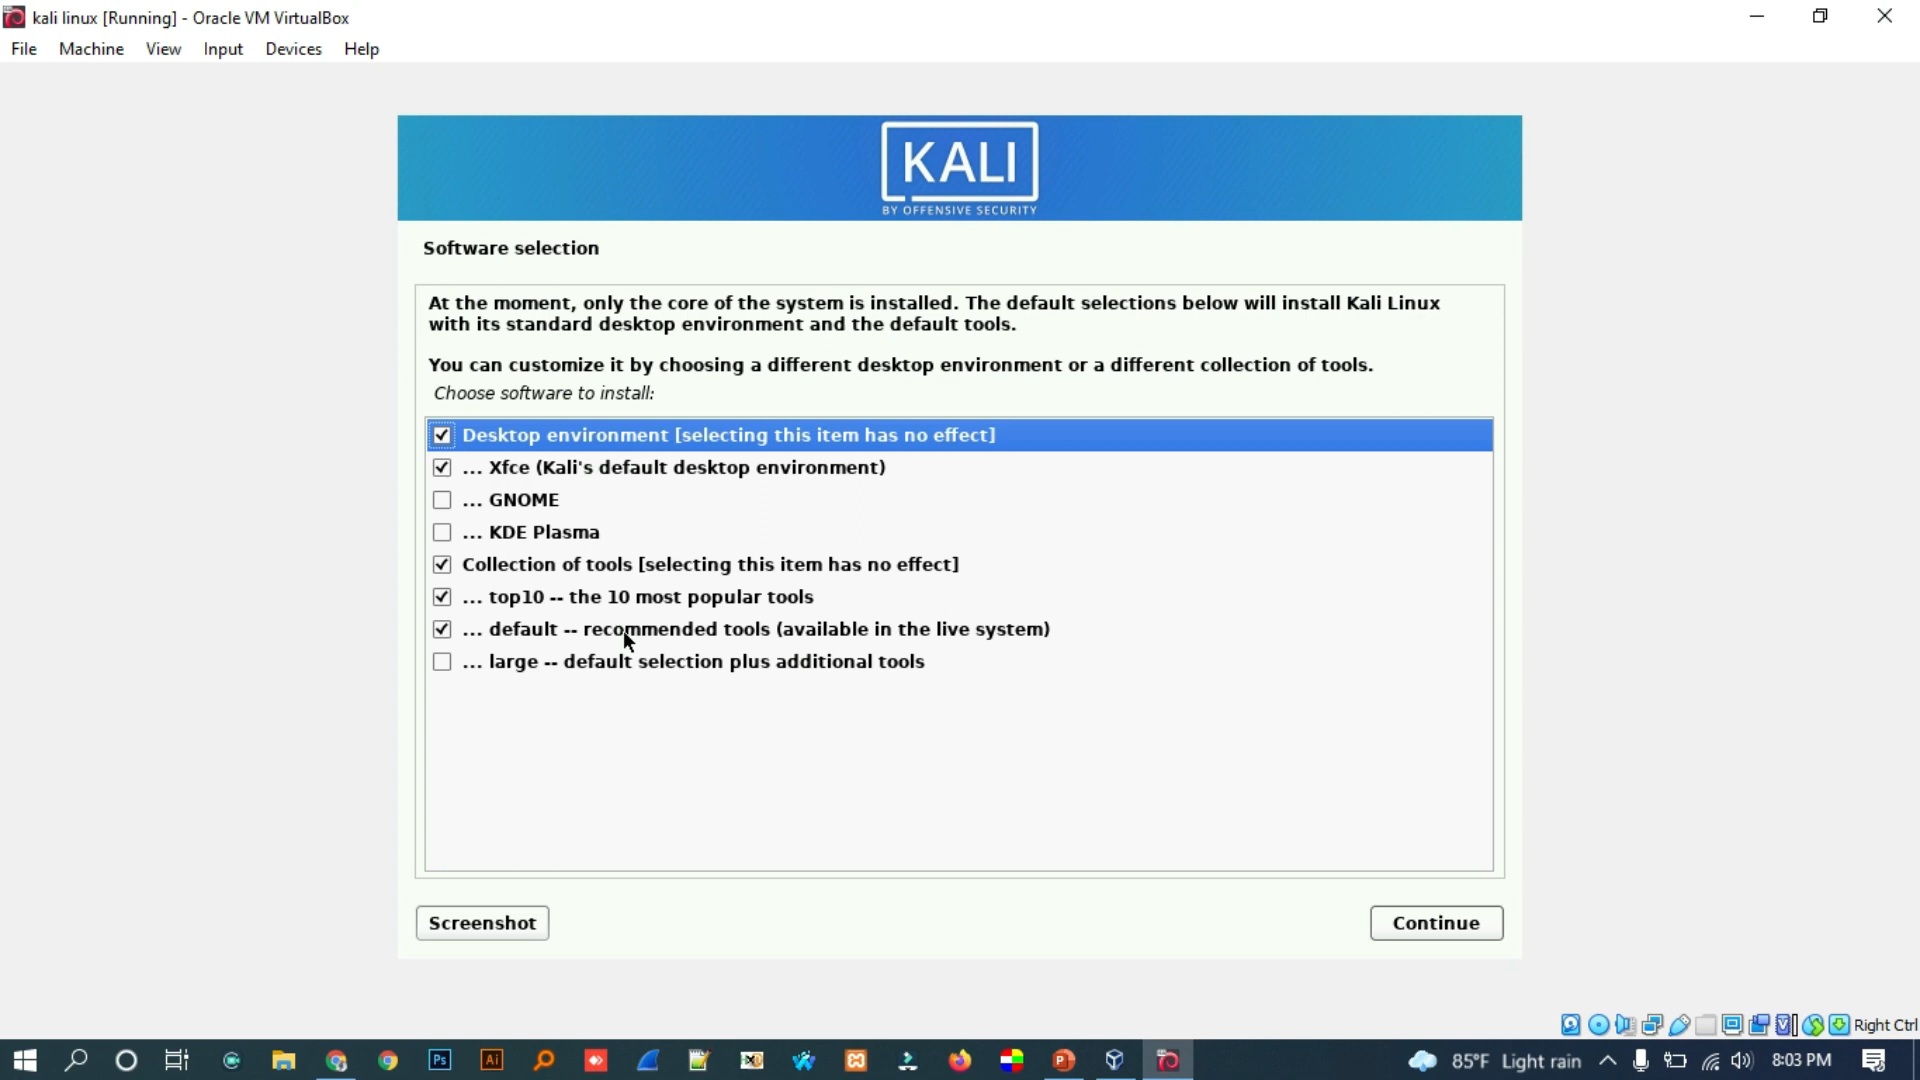 kali linux [Running] - Oracle VM VirtualBox
File Machine View Input Devices Help
KALI
BY OFFENSIVE SECURITY
Software selection
At the moment, only the core of the system is installed. The default selections below will install Kali Linux
with its standard desktop environment and the default tools.
You can customize it by choosing a different desktop environment or a different collection of tools.
Choose software to install:
Desktop environment [selecting this item has no effect]
... Xfce (Kali's default desktop environment)
... GNOME
... KDE Plasma
Collection of tools [selecting this item has no effect]
... top10 -- the 10 most popular tools
... default -- recommended tools (available in the live system)
... large -- default selection plus additional tools
Screenshot
Continue
Right Ctrl
Ps Ai
85°F Light rain
8:03 PM